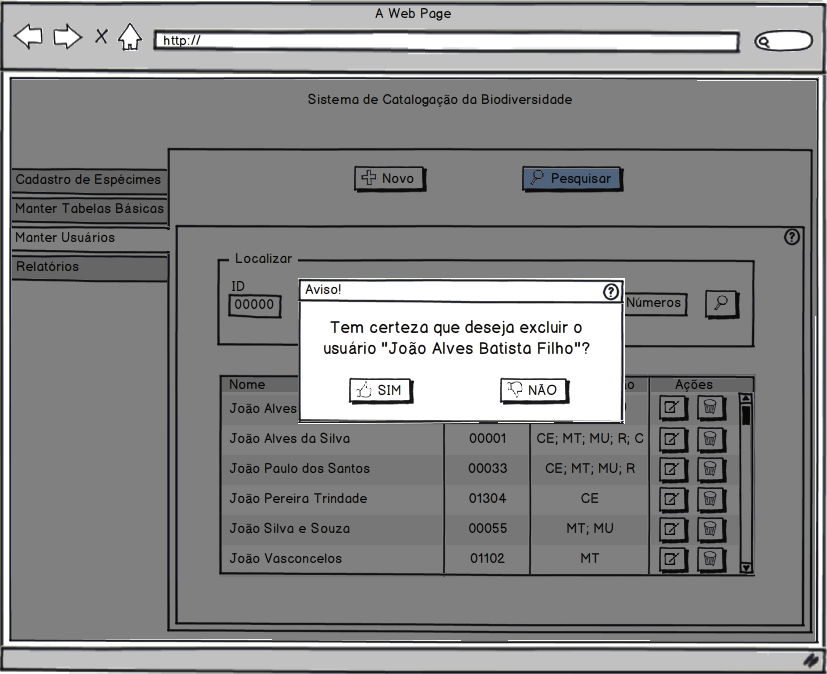 A Web Page
http://
Sistema de Catalogação da Biodiversidade
Cadastro de Espécimes
Manter Tabelas Básicas
Manter Usuários
Relatórios
Novo
Pesquisar
Localizar
ID
00000
Números
Aviso!
Tem certeza que deseja excluir o
usuário "João Alves Batista Filho"?
SIM
NÃO
Nome Ações
João Alves
João Alves da Silva 00001 CE; MT; MU; R; C
João Paulo dos Santos 00033 CE; MT; MU; R
João Pereira Trindade 01304 CE
João Silva e Souza 00055 MT; MU
João Vasconcelos 01102 MT